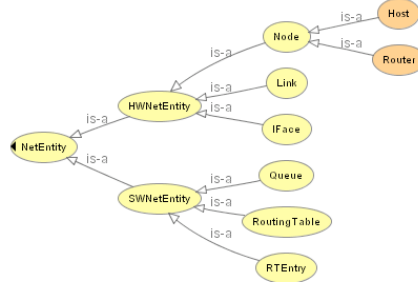 Host
is-a
Node
is-a
Router
is-a
Link
is-a
HWNetEntity
is-a
IFace
is-a
NetEntity
is-a
Queue
is-a
SWNetEntity
is-a
RoutingTable
is-a
RTEntry